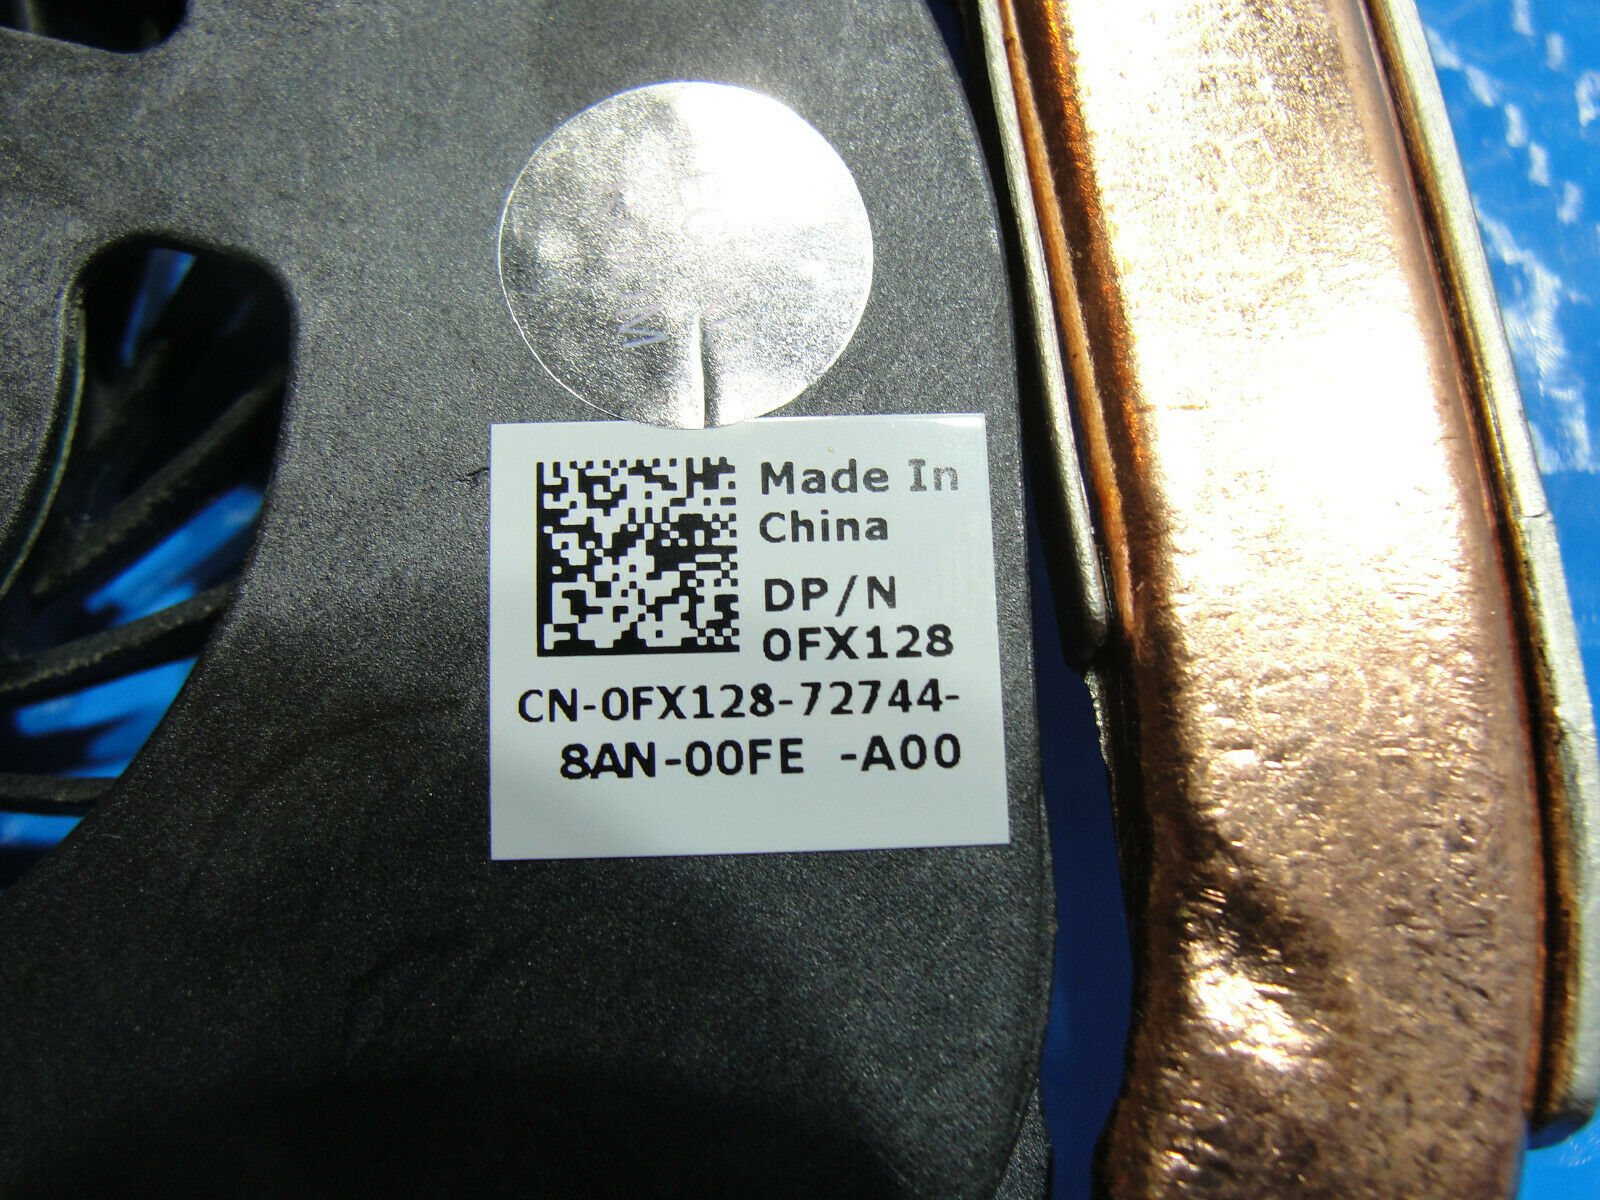 Made In
China
DP/N
0FX128
CN-0FX128-72744-
8AN-00FE -A00